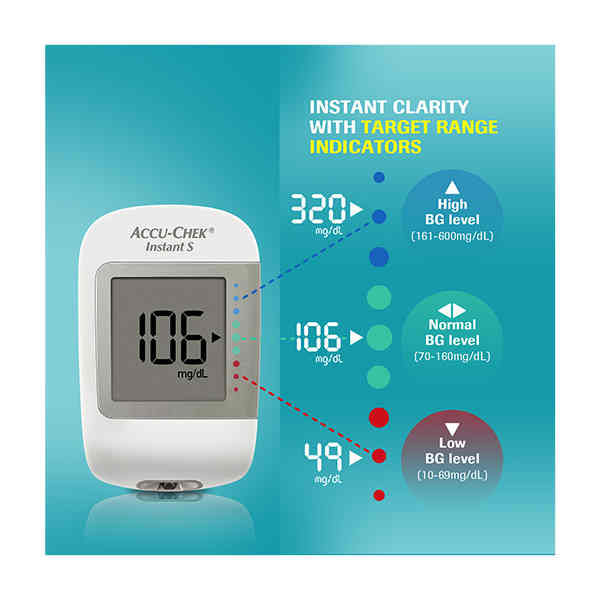 INSTANT CLARITY
WITH TARGET RANGE
INDICATORS
ACCU-CHEK®
Instant S
106
mg/dL
320
mg/dL
High
BG level
(161-600mg/dL)
106
mg/dL
Normal
BG level
(70-160mg/dL)
49
mg/dL
Low
BG level
(10-69mg/dL)